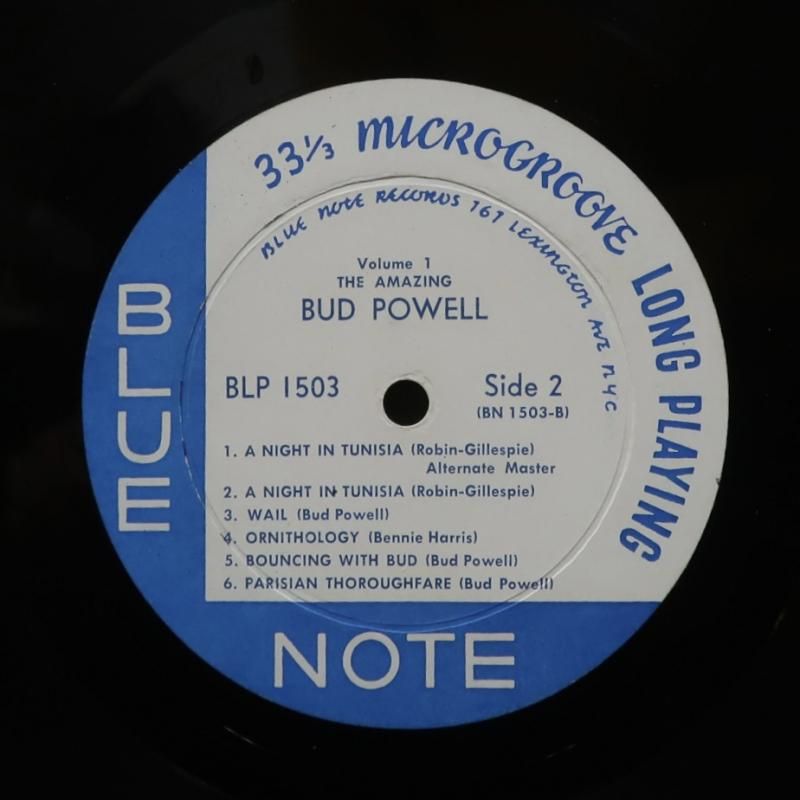 33⅓ MICROGROOVE LONG PLAYING
BLUE NOTE RECORDS 767 LEXINGTON AVE NYC
Volume 1
THE AMAZING
BUD POWELL
BLP 1503
Side 2
(BN 1503-B)
1. A NIGHT IN TUNISIA (Robin-Gillespie)
Alternate Master
2. A NIGHT IN TUNISIA (Robin-Gillespie)
3. WAIL (Bud Powell)
4. ORNITHOLOGY (Bennie Harris)
5. BOUNCING WITH BUD (Bud Powell)
6. PARISIAN THOROUGHFARE (Bud Powell)
BLUE
NOTE